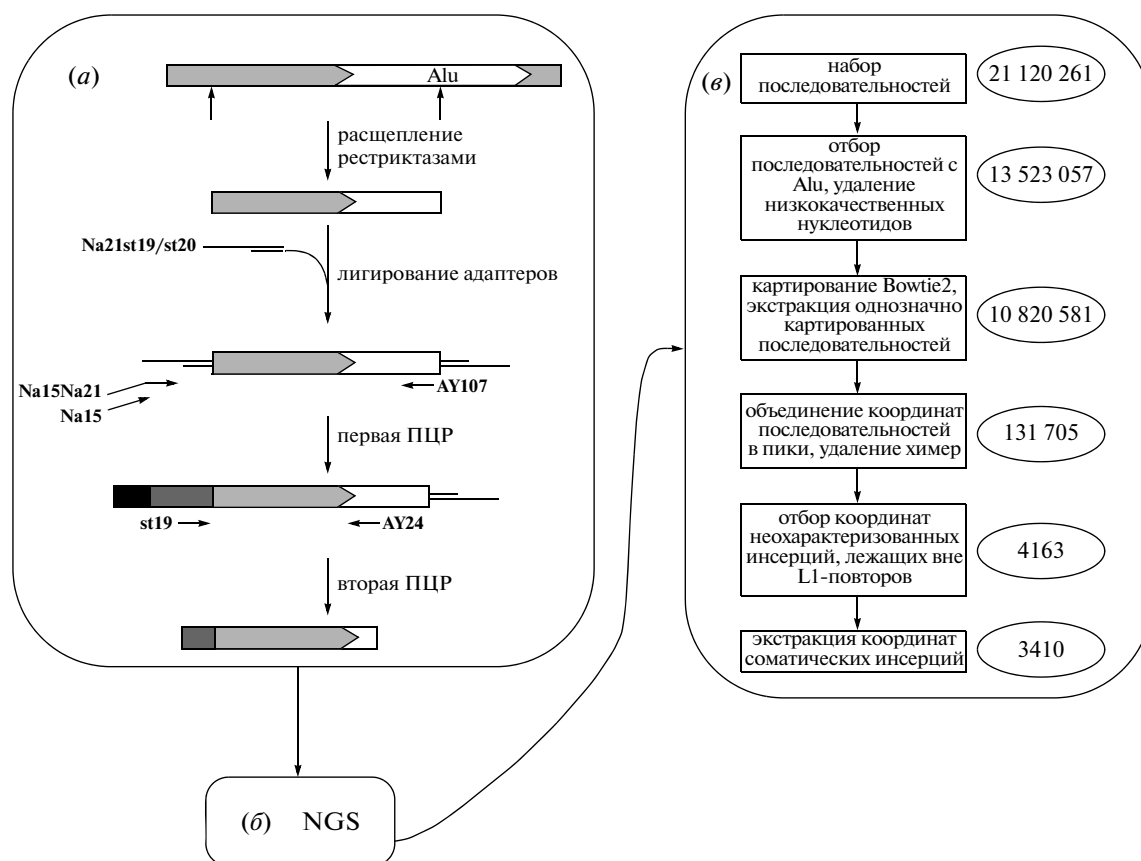 (а)
Alu
расщепление
рестриктазами
Na21st19/st20
лигирование адаптеров
Na15Na21
Na15
AY107
первая ПЦР
st19
AY24
вторая ПЦР
(б) NGS
(в)
набор
последовательностей
21 120 261
отбор
последовательностей с
Alu, удаление
низкокачественных
нуклеотидов
13 523 057
картирование Bowtie2,
экстракция однозначно
картированных
последовательностей
10 820 581
объединение координат
последовательностей
в пики, удаление химер
131 705
отбор координат
неохарактеризованных
инсерций, лежащих вне
L1-повторов
4163
экстракция координат
соматических инсерций
3410